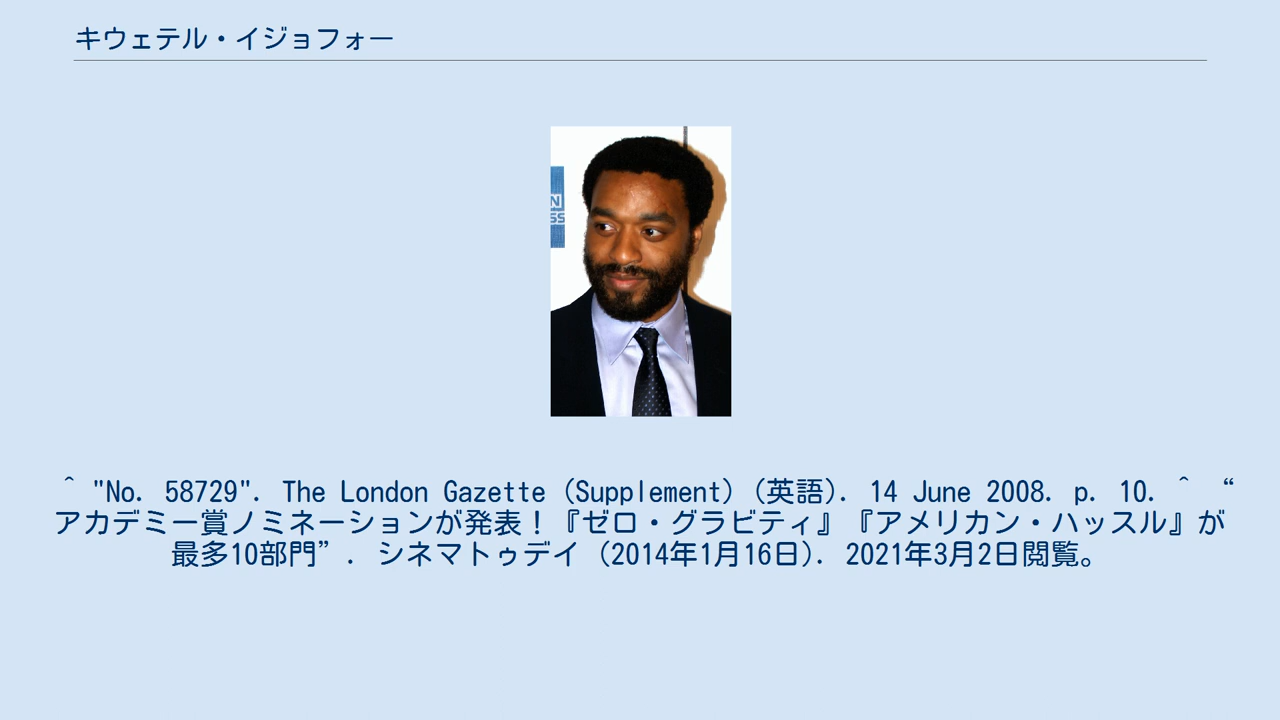 キウェテル・イジョフォー
N
SS
^ "No. 58729". The London Gazette (Supplement) (英語). 14 June 2008. p. 10. ^ “
アカデミー賞ノミネーションが発表！『ゼロ・グラビティ』『アメリカン・ハッスル』が
最多10部門”. シネマトゥデイ (2014年1月16日). 2021年3月2日閲覧。